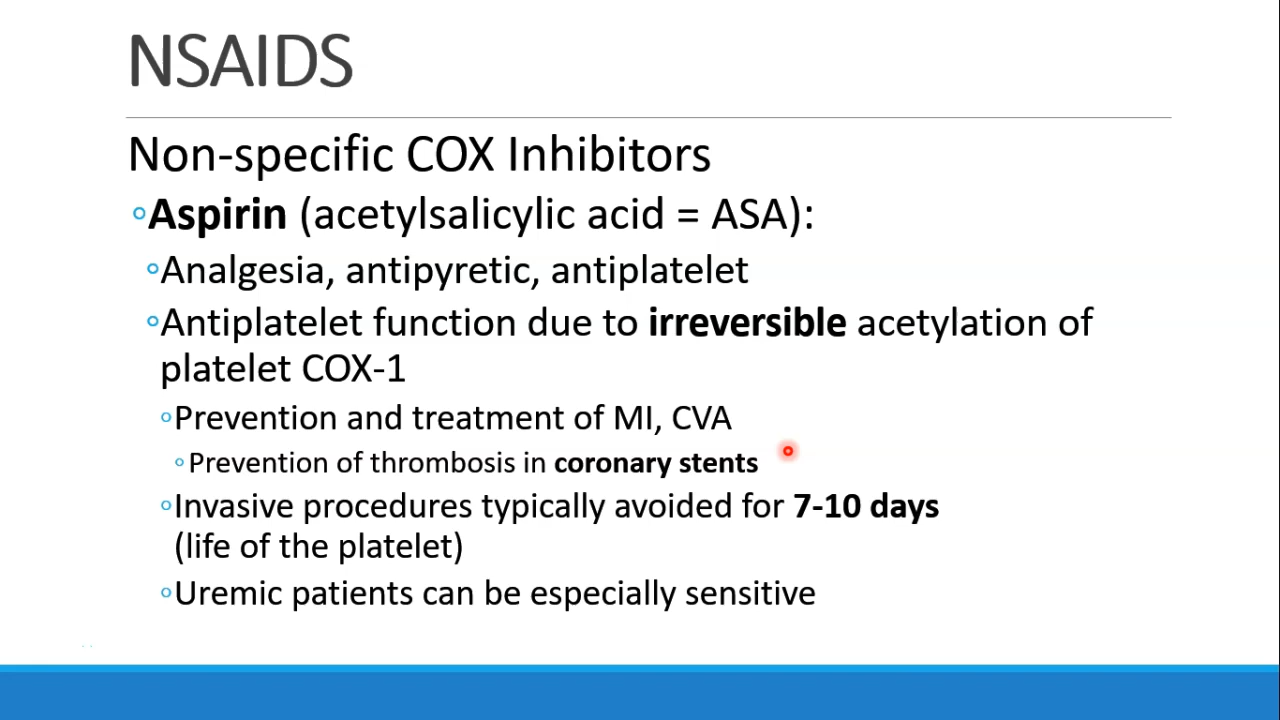 NSAIDS
Non-specific COX Inhibitors
◦Aspirin (acetylsalicylic acid = ASA):
◦Analgesia, antipyretic, antiplatelet
◦Antiplatelet function due to irreversible acetylation of
platelet COX-1
◦Prevention and treatment of MI, CVA
◦Prevention of thrombosis in coronary stents
◦Invasive procedures typically avoided for 7-10 days
(life of the platelet)
◦Uremic patients can be especially sensitive